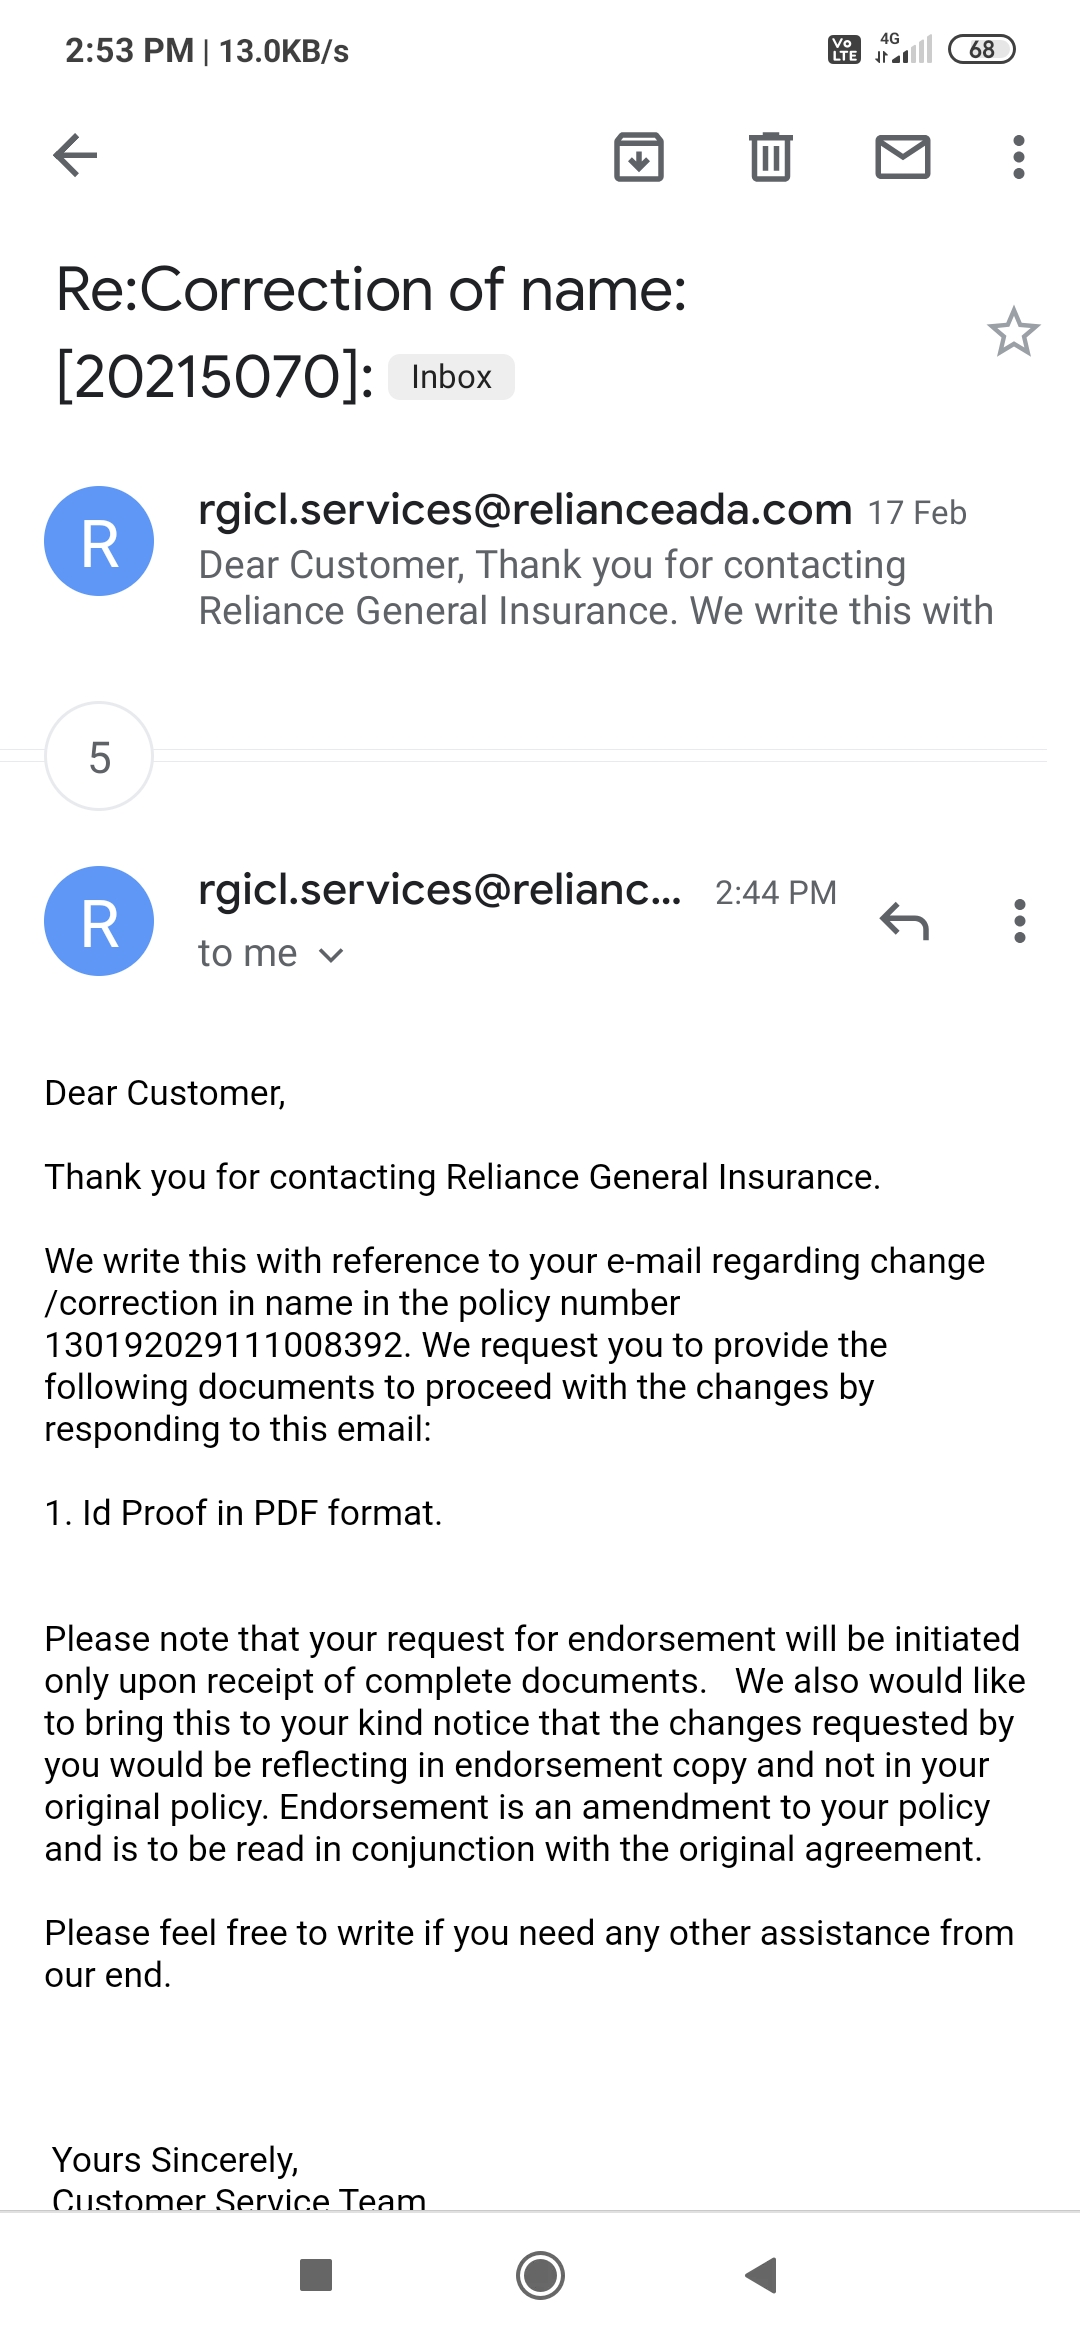 2:53 PM | 13.0KB/s
Vo LTE 4G 68
Re:Correction of name:
[20215070]: Inbox
R
rgicl.services@relianceada.com 17 Feb
Dear Customer, Thank you for contacting
Reliance General Insurance. We write this with
5
R
rgicl.services@relianc... 2:44 PM
to me
Dear Customer,
Thank you for contacting Reliance General Insurance.
We write this with reference to your e-mail regarding change
/correction in name in the policy number
130192029111008392. We request you to provide the
following documents to proceed with the changes by
responding to this email:
1. Id Proof in PDF format.
Please note that your request for endorsement will be initiated
only upon receipt of complete documents.   We also would like
to bring this to your kind notice that the changes requested by
you would be reflecting in endorsement copy and not in your
original policy. Endorsement is an amendment to your policy
and is to be read in conjunction with the original agreement.
Please feel free to write if you need any other assistance from
our end.
Yours Sincerely,
Customer Service Team